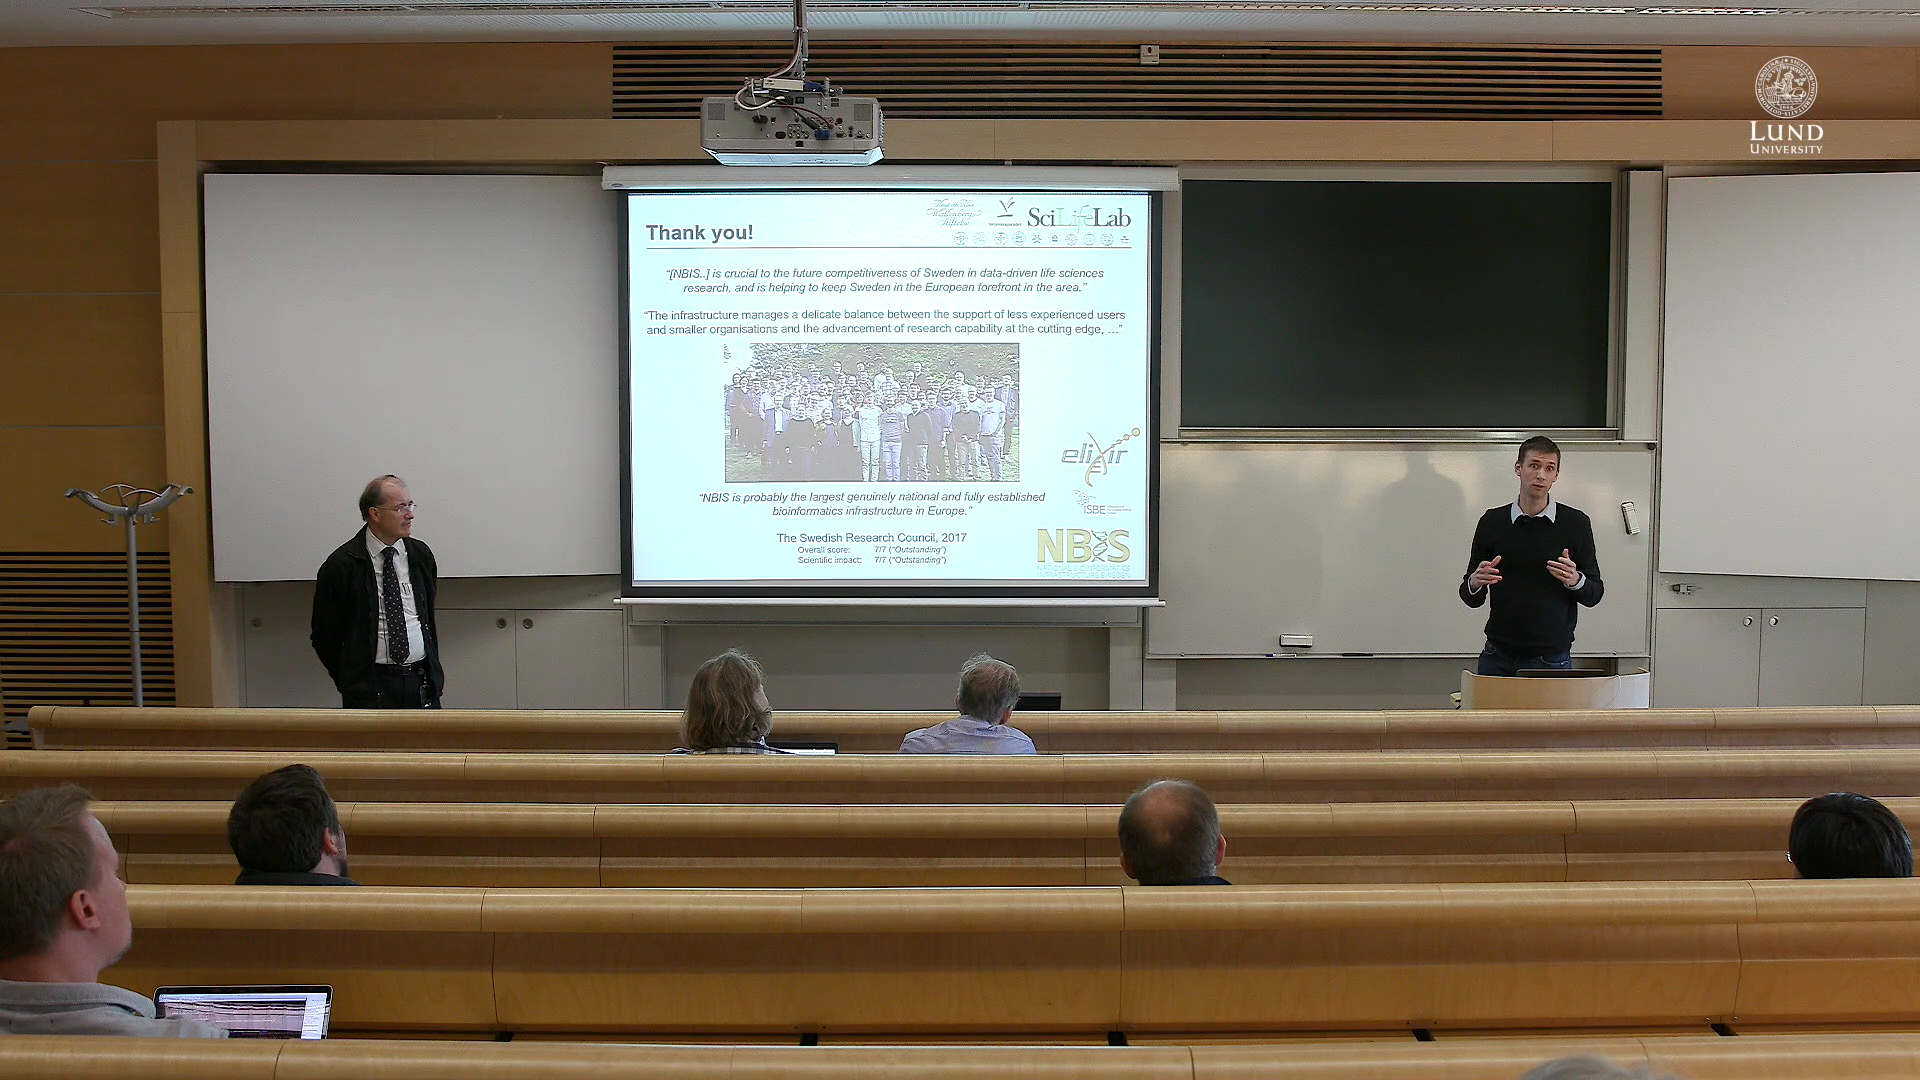 LUND
UNIVERSITY
SciLifeLab
Thank you!
"[NBIS..] is crucial to the future competitiveness of Sweden in data-driven life sciences
research, and is helping to keep Sweden in the European forefront in the area."
"The infrastructure manages a delicate balance between the support of less experienced users
and smaller organisations and the advancement of research capability at the cutting edge, ..."
elixir
"NBIS is probably the largest genuinely national and fully established
bioinformatics infrastructure in Europe."
ISBE
The Swedish Research Council, 2017
Overall score: 7/7 ("Outstanding")
Scientific impact: 7/7 ("Outstanding")
NBIS